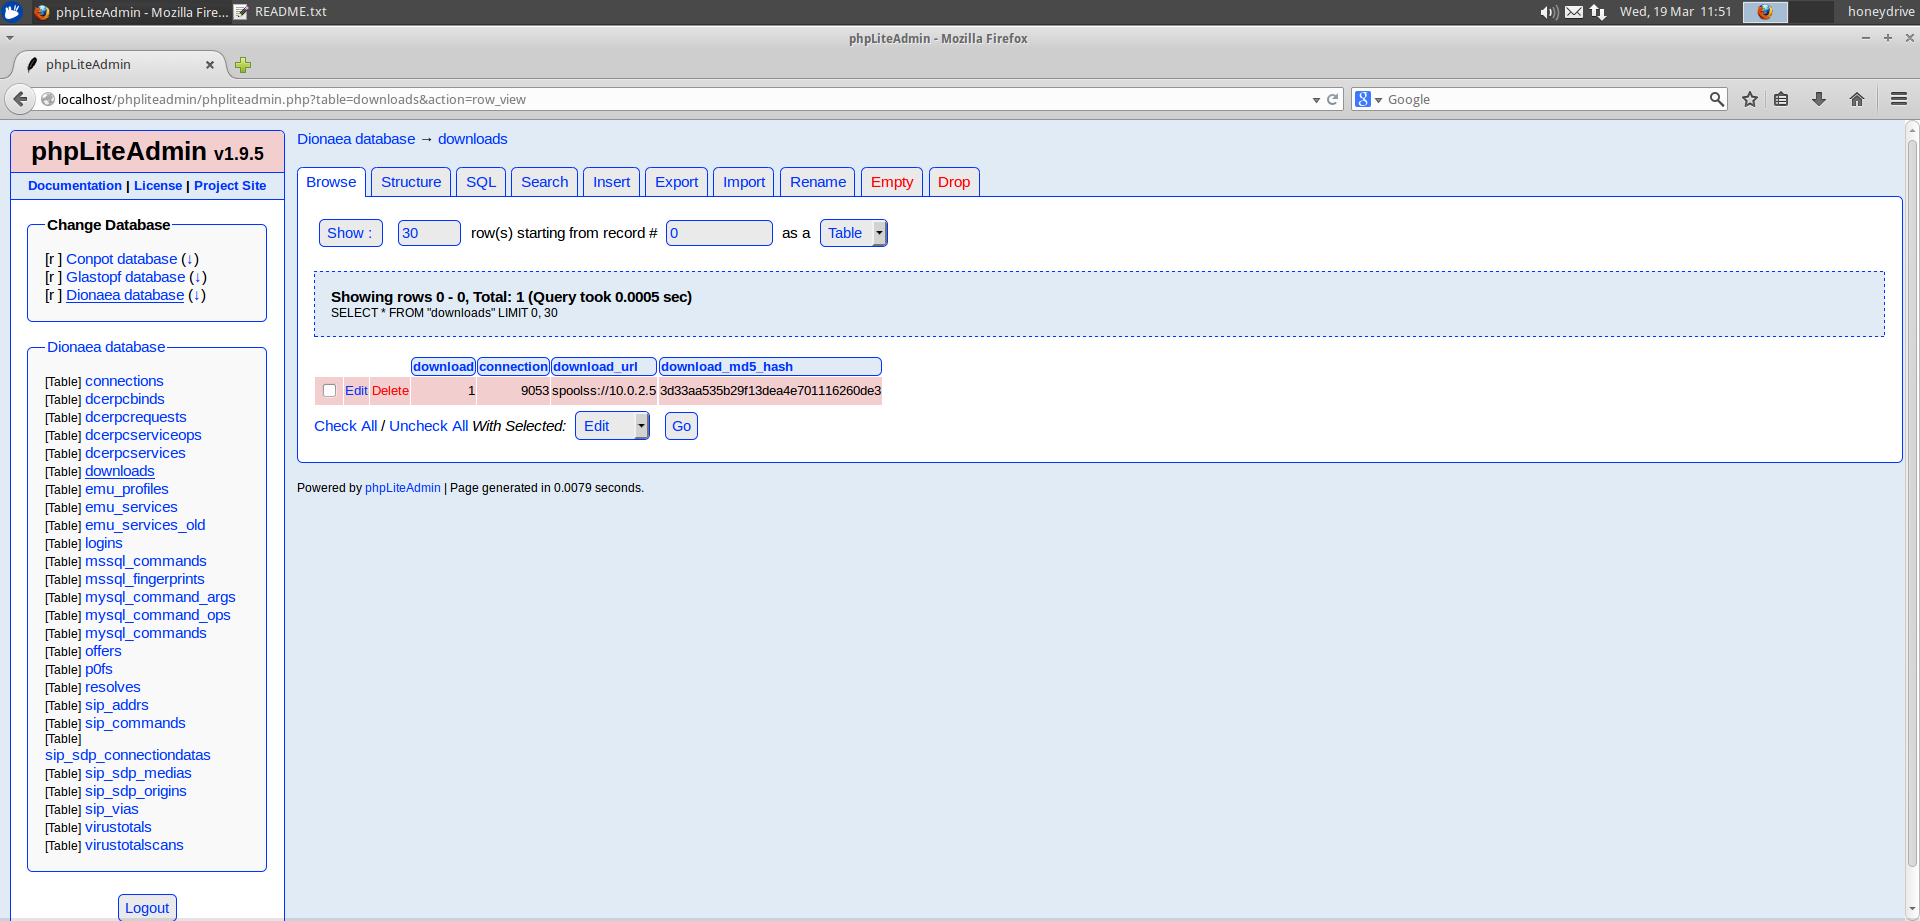 phpLiteAdmin - Mozilla Fire... README.txt Wed, 19 Mar 11:51 honeydrive
phpLiteAdmin - Mozilla Firefox
phpLiteAdmin
localhost/phpliteadmin/phpliteadmin.php?table=downloads&action=row_view
8 Google
phpLiteAdmin v1.9.5
Documentation | License | Project Site
Change Database
[r ] Conpot database (↓)
[r ] Glastopf database (↓)
[r ] Dionaea database (↓)
Dionaea database
[Table] connections
[Table] dcerpcbinds
[Table] dcerpcrequests
[Table] dcerpcserviceops
[Table] dcerpcservices
[Table] downloads
[Table] emu_profiles
[Table] emu_services
[Table] emu_services_old
[Table] logins
[Table] mssql_commands
[Table] mssql_fingerprints
[Table] mysql_command_args
[Table] mysql_command_ops
[Table] mysql_commands
[Table] offers
[Table] p0fs
[Table] resolves
[Table] sip_addrs
[Table] sip_commands
[Table]
sip_sdp_connectiondatas
[Table] sip_sdp_medias
[Table] sip_sdp_origins
[Table] sip_vias
[Table] virustotals
[Table] virustotalscans
Logout
Dionaea database → downloads
Browse Structure SQL Search Insert Export Import Rename Empty Drop
Show : 30 row(s) starting from record # 0 as a Table
Showing rows 0 - 0, Total: 1 (Query took 0.0005 sec)
SELECT * FROM "downloads" LIMIT 0, 30
download connection download_url download_md5_hash
Edit Delete 1 9053 spoolss://10.0.2.5 3d33aa535b29f13dea4e701116260de3
Check All / Uncheck All With Selected: Edit Go
Powered by phpLiteAdmin | Page generated in 0.0079 seconds.